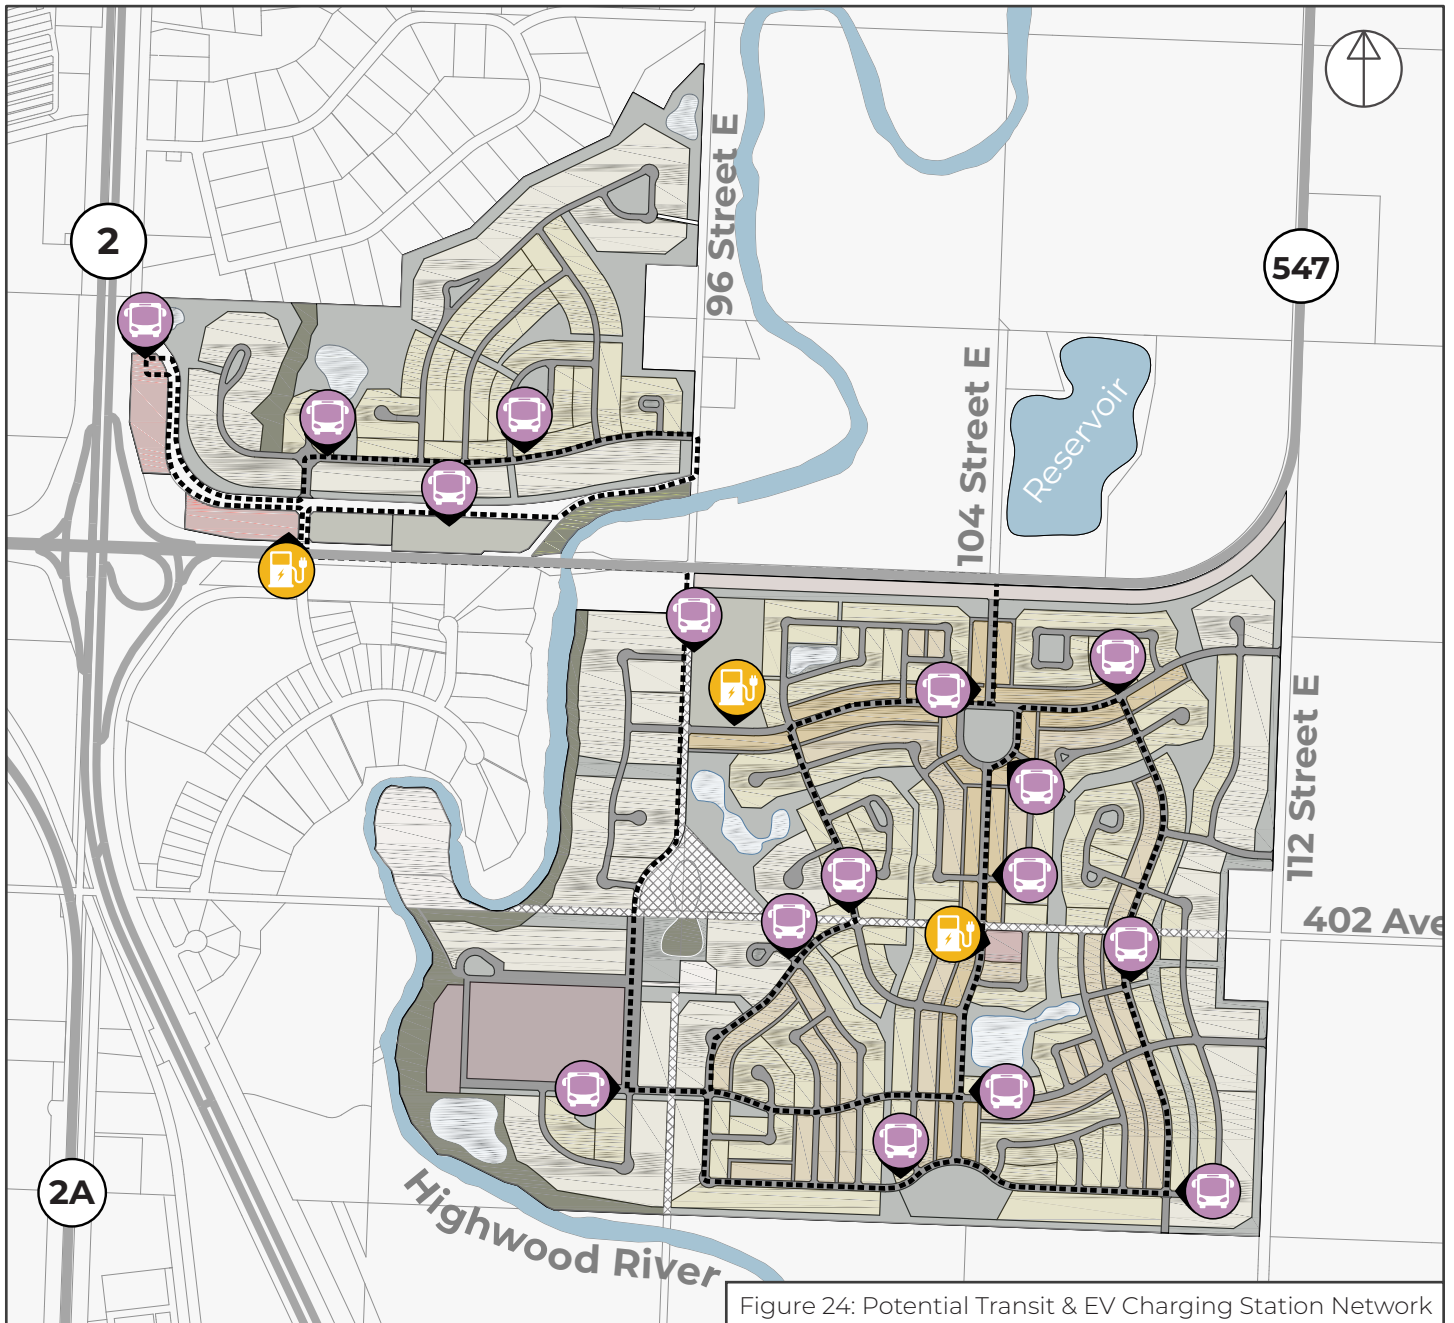 2
96 Street E
547
104 Street E
Reservoir
112 Street E
402 Ave
2A
Highwood River
Figure 24: Potential Transit & EV Charging Station Network